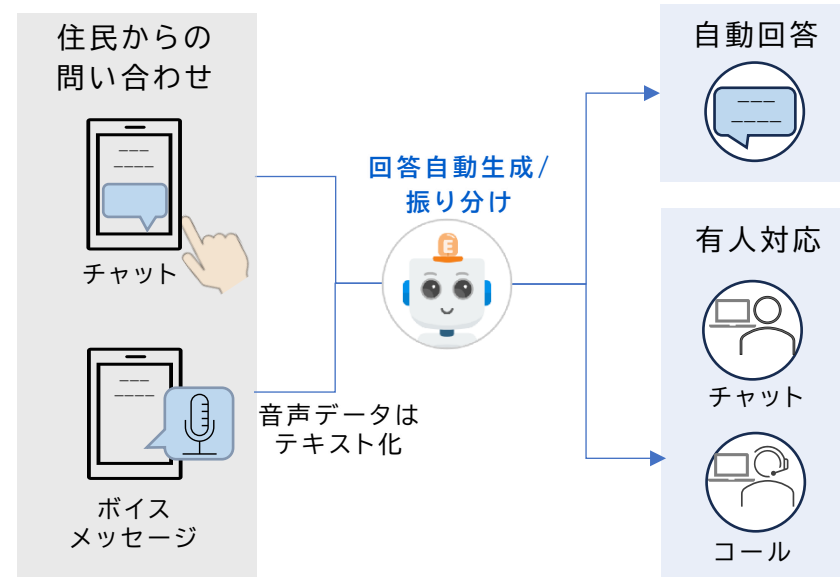 住民からの
問い合わせ
チャット
ボイス
メッセージ
音声データは
テキスト化
回答自動生成/
振り分け
E
自動回答
有人対応
チャット
コール